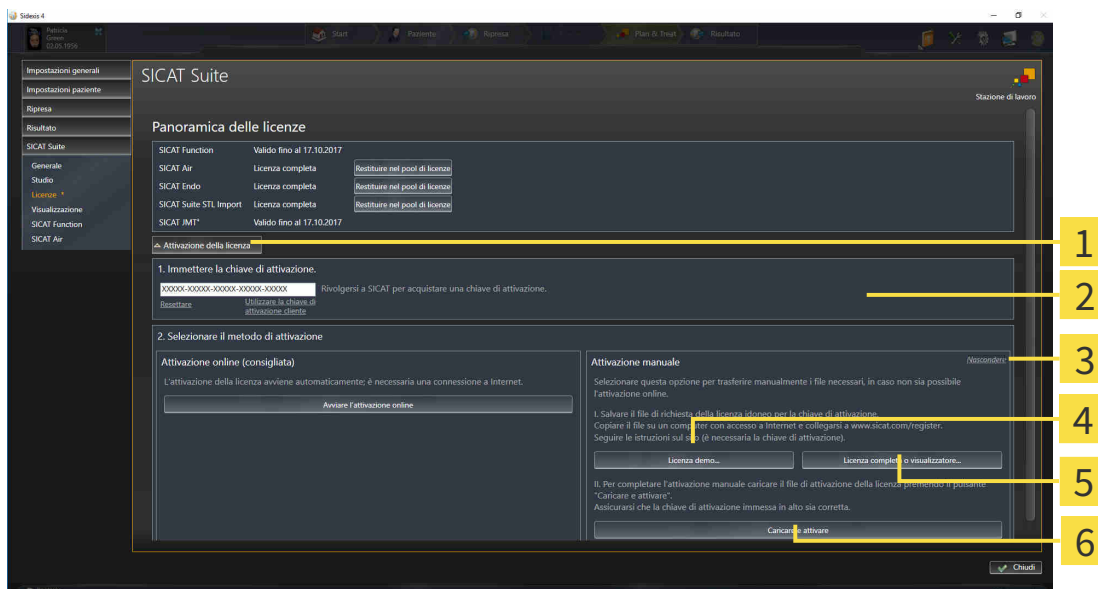 Sidexis 4
Patricia
Green
02.05.1956
Start
Paziente
Ripresa
Plan & Treat
Risultato
Impostazioni generali
Impostazioni paziente
Ripresa
Risultato
SICAT Suite
Generale
Studio
Licenze *
Visualizzazione
SICAT Function
SICAT Air
SICAT Suite
Stazione di lavoro
Panoramica delle licenze
SICAT Function Valido fino al 17.10.2017
SICAT Air Licenza completa Restituire nel pool di licenze
SICAT Endo Licenza completa Restituire nel pool di licenze
SICAT Suite STL Import Licenza completa Restituire nel pool di licenze
SICAT JMT⁺ Valido fino al 17.10.2017
Attivazione della licenza
1. Immettere la chiave di attivazione.
XXXXX-XXXXX-XXXXX-XXXXX-XXXXX Rivolgersi a SICAT per acquistare una chiave di attivazione.
Resettare
Utilizzare la chiave di
attivazione cliente
2. Selezionare il metodo di attivazione
Attivazione online (consigliata)
L'attivazione della licenza avviene automaticamente; è necessaria una connessione a Internet.
Avviare l'attivazione online
Attivazione manuale
Nascondere
Selezionare questa opzione per trasferire manualmente i file necessari, in caso non sia possibile
l'attivazione online.
I. Salvare il file di richiesta della licenza idoneo per la chiave di attivazione.
Copiare il file su un computer con accesso a Internet e collegarsi a www.sicat.com/register.
Seguire le istruzioni sul sito (è necessaria la chiave di attivazione).
Licenza demo...
Licenza completa o visualizzatore...
II. Per completare l'attivazione manuale caricare il file di attivazione della licenza premendo il pulsante
"Caricare e attivare".
Assicurarsi che la chiave di attivazione immessa in alto sia corretta.
Caricare e attivare
Chiudi
1
2
3
4
5
6